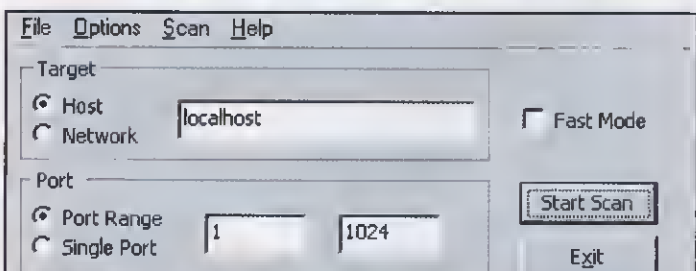 File Options Scan Help
Target
Host
localhost
Fast Mode
Network
Port
Port Range
1
1024
Start Scan
Single Port
Exit